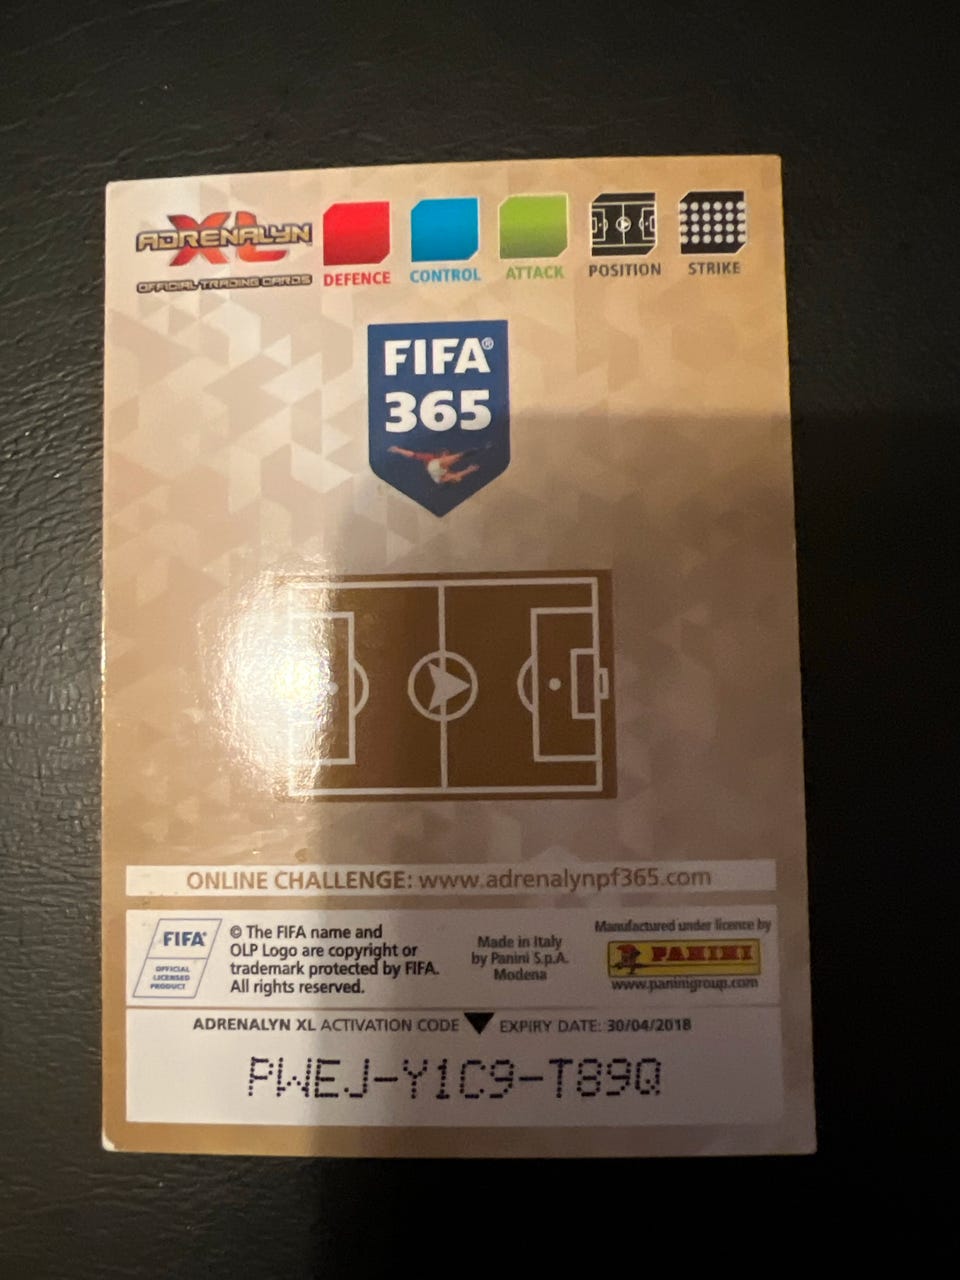 ADRENALYN XL
OFFICIAL TRADING CARDS
DEFENCE
CONTROL
ATTACK
POSITION
STRIKE
FIFA®
365
ONLINE CHALLENGE: www.adrenalynpf365.com
FIFA®
OFFICIAL
LICENSED
PRODUCT
© The FIFA name and
OLP Logo are copyright or
trademark protected by FIFA.
All rights reserved.
Made in Italy
by Panini S.p.A.
Modena
Manufactured under licence by
PANINI
www.paninigroup.com
ADRENALYN XL ACTIVATION CODE EXPIRY DATE: 30/04/2018
PWEJ-Y1C9-T89Q